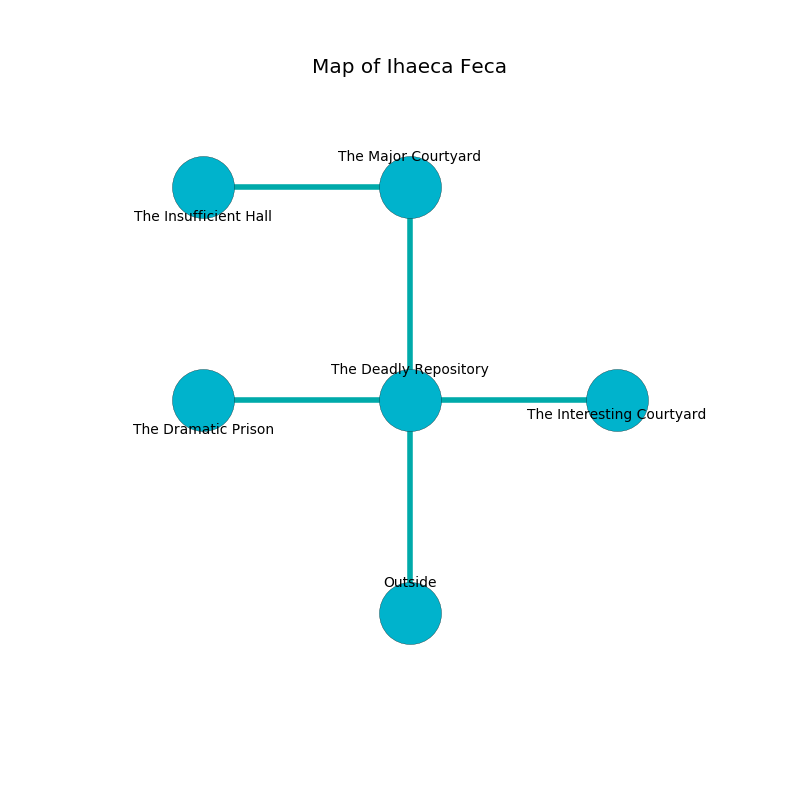 Map of Ihaeca Feca
The Major Courtyard
The Insufficient Hall
The Deadly Repository
The Interesting Courtyard
The Dramatic Prison
Outside